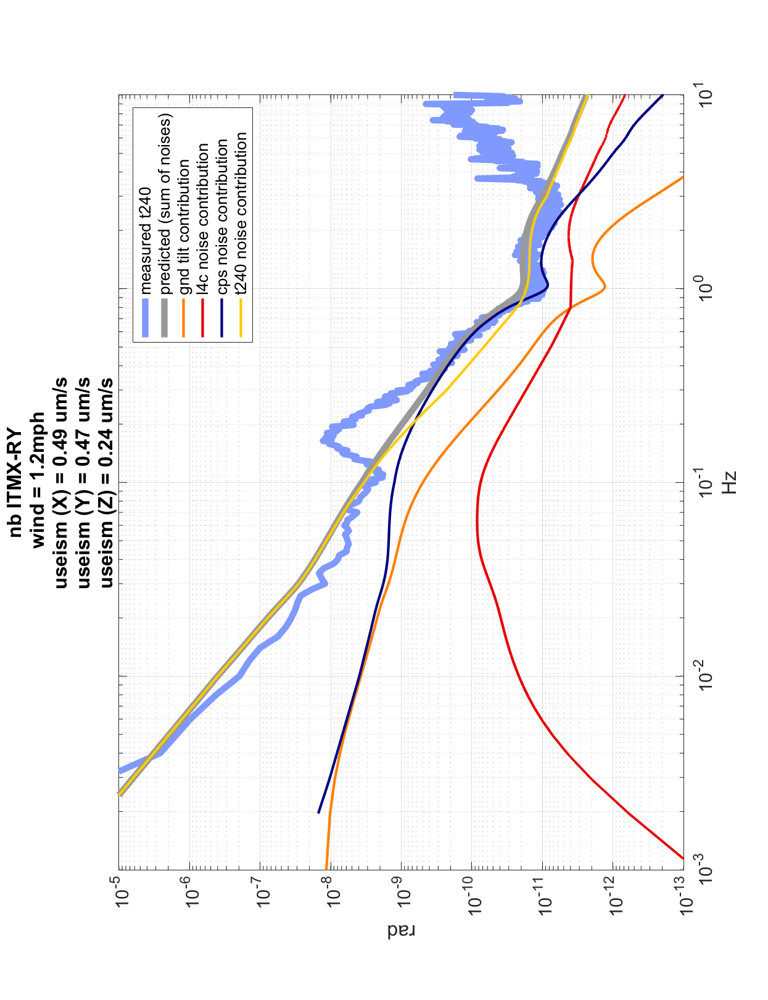 nb ITMX-RY
wind = 1.2mph
useism (X) = 0.49 um/s
useism (Y) = 0.47 um/s
useism (Z) = 0.24 um/s
measured t240
predicted (sum of noises)
gnd tilt contribution
l4c noise contribution
cps noise contribution
t240 noise contribution
10^-5
10^-6
10^-7
10^-8
10^-9
10^-10
10^-11
10^-12
10^-13
rad
10^-3
10^-2
10^-1
10^0
10^1
Hz